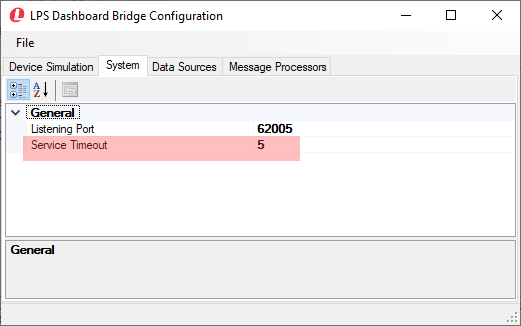 LPS Dashboard Bridge Configuration
File
Device Simulation System Data Sources Message Processors
General
Listening Port 62005
Service Timeout 5
General